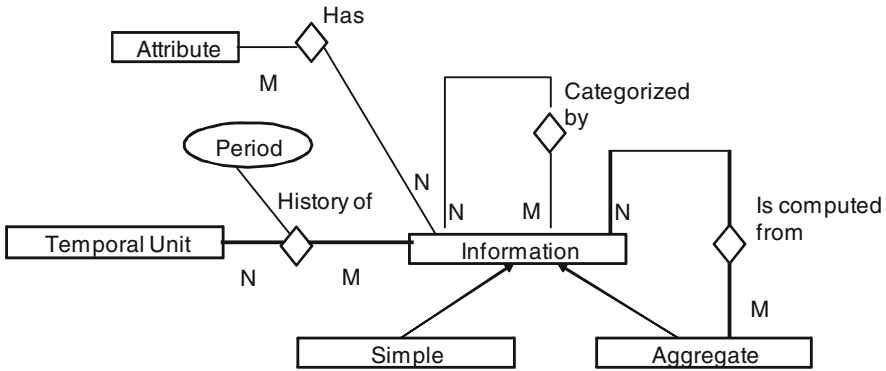 Has
Attribute
M
Categorized
by
Period
N
History of
N
M
N
Is computed
from
Temporal Unit
Information
N
M
M
Simple
Aggregate